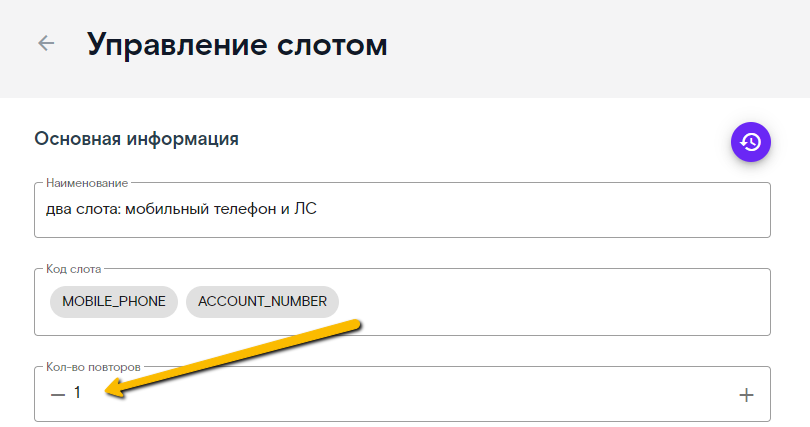 Управление слотом
Основная информация
Наименование
два слота: мобильный телефон и ЛС
Код слота
MOBILE_PHONE ACCOUNT_NUMBER
Кол-во повторов
1